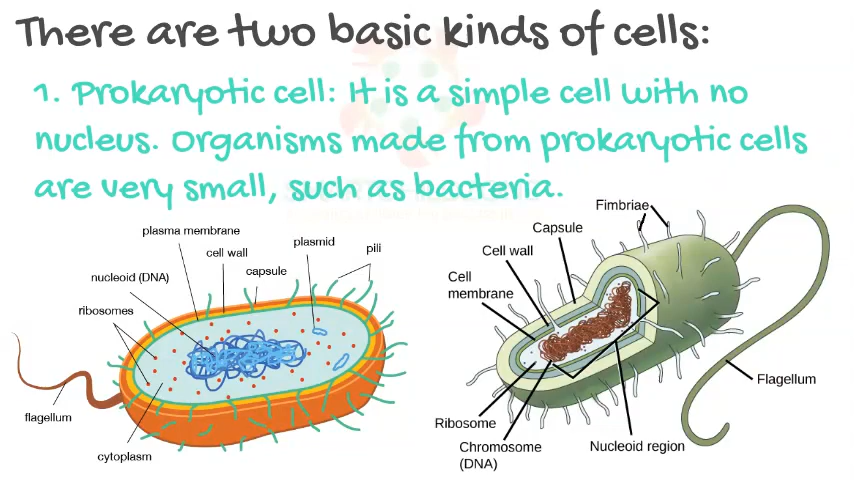 There are two basic kinds of cells:
1. Prokaryotic cell: It is a simple cell with no
nucleus. Organisms made from prokaryotic cells
are very small, such as bacteria.
plasma membrane
cell wall
capsule
plasmid
pili
nucleoid (DNA)
ribosomes
flagellum
cytoplasm
Fimbriae
Capsule
Cell wall
Cell
membrane
Flagellum
Ribosome
Chromosome
(DNA)
Nucleoid region